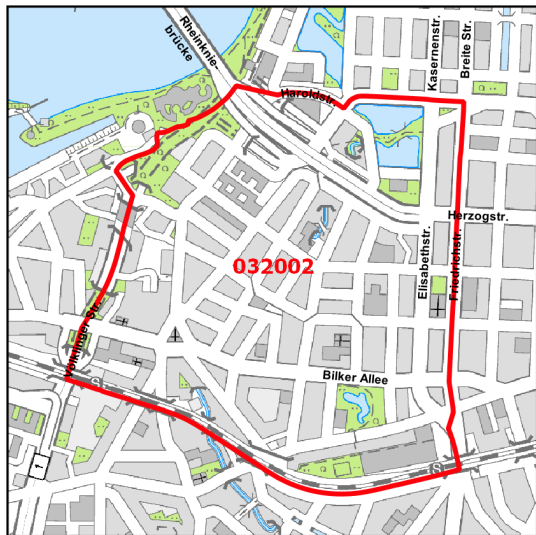 Rheinknie-
brücke
Kasernenstr.
Breite Str.
Haroldstr.
Herzogstr.
Elisabethstr.
Friedrichstr.
032002
Völklinger Str.
Bilker Allee
S
S
1